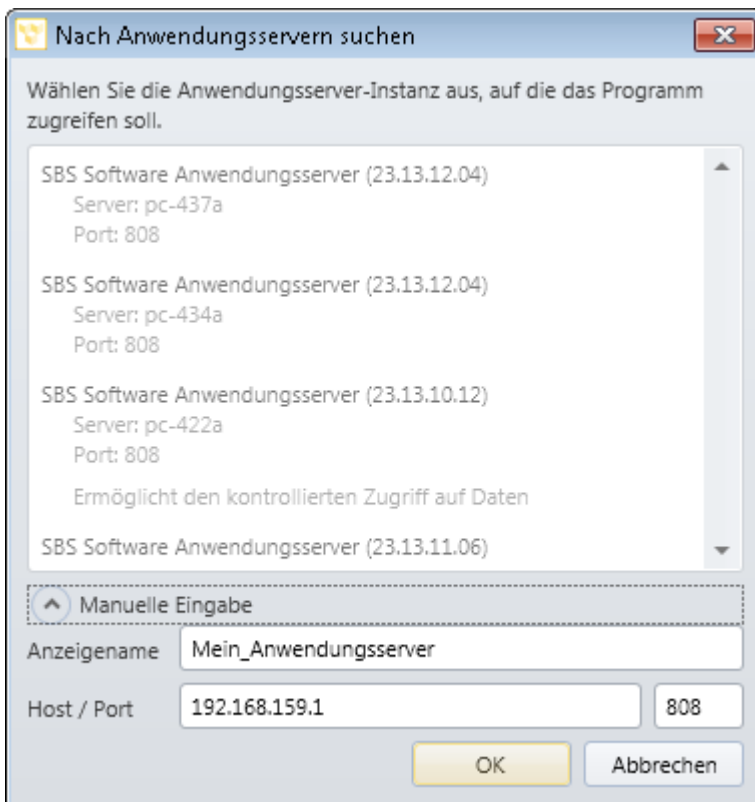 Nach Anwendungsservern suchen
Wählen Sie die Anwendungsserver-Instanz aus, auf die das Programm
zugreifen soll.
SBS Software Anwendungsserver (23.13.12.04)
Server: pc-437a
Port: 808
SBS Software Anwendungsserver (23.13.12.04)
Server: pc-434a
Port: 808
SBS Software Anwendungsserver (23.13.10.12)
Server: pc-422a
Port: 808
Ermöglicht den kontrollierten Zugriff auf Daten
SBS Software Anwendungsserver (23.13.11.06)
Manuelle Eingabe
Anzeigename Mein_Anwendungsserver
Host / Port 192.168.159.1 808
OK Abbrechen